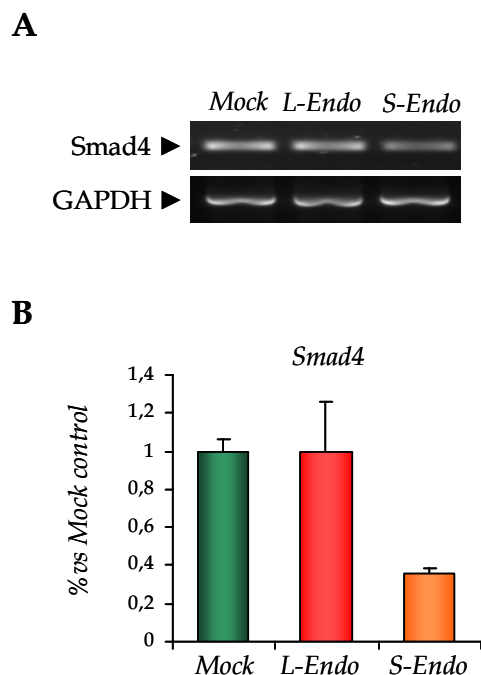 A
Mock L-Endo S-Endo
Smad4 ►
GAPDH ►
B
Smad4
%vs Mock control
1,4
1,2
1
0,8
0,6
0,4
0,2
0
Mock L-Endo S-Endo